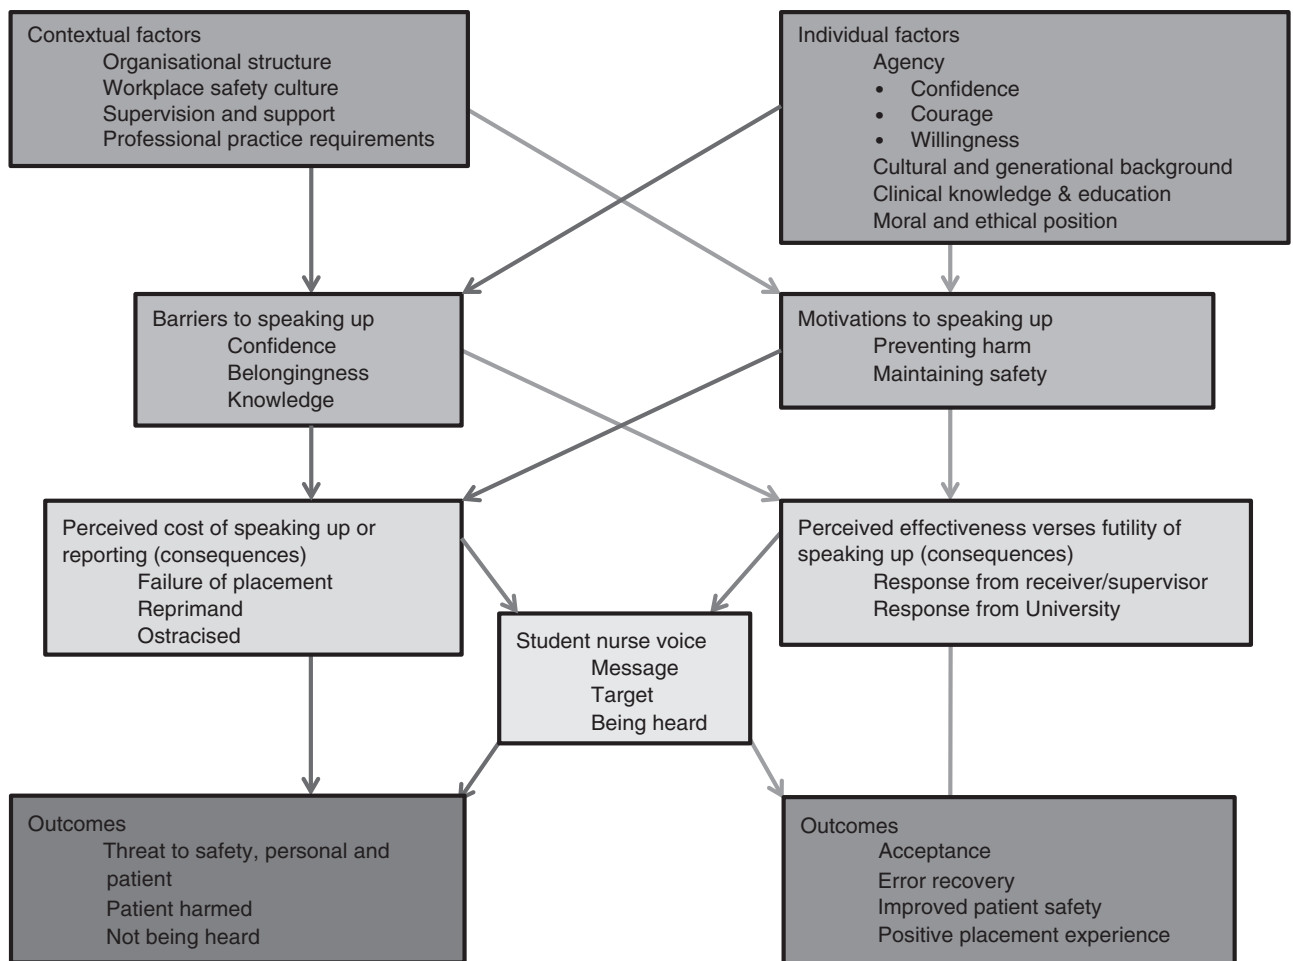 Contextual factors
Organisational structure
Workplace safety culture
Supervision and support
Professional practice requirements
Individual factors
Agency
• Confidence
• Courage
• Willingness
Cultural and generational background
Clinical knowledge & education
Moral and ethical position
Barriers to speaking up
Confidence
Belongingness
Knowledge
Motivations to speaking up
Preventing harm
Maintaining safety
Perceived cost of speaking up or
reporting (consequences)
Failure of placement
Reprimand
Ostracised
Perceived effectiveness verses futility of
speaking up (consequences)
Response from receiver/supervisor
Response from University
Student nurse voice
Message
Target
Being heard
Outcomes
Threat to safety, personal and
patient
Patient harmed
Not being heard
Outcomes
Acceptance
Error recovery
Improved patient safety
Positive placement experience